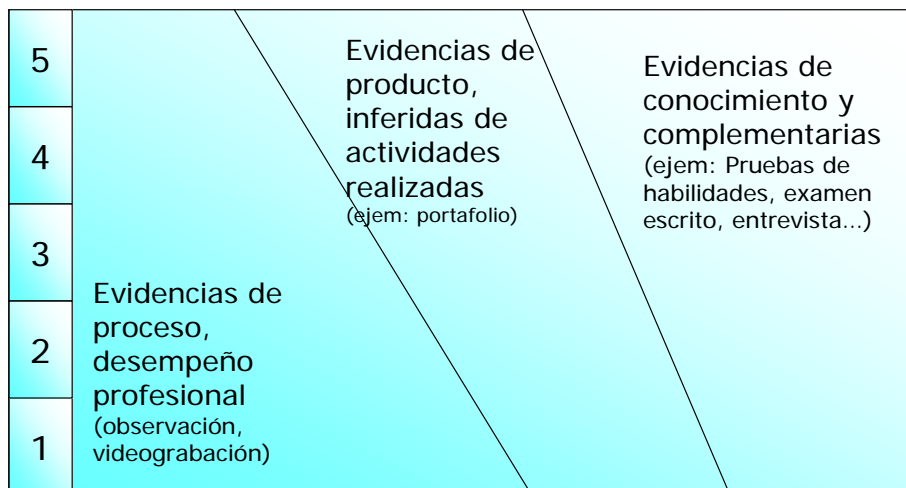 5
4
3
2
1
Evidencias de
proceso,
desempeño
profesional
(observación,
videograbación)
Evidencias de
producto,
inferidas de
actividades
realizadas
(ejem: portafolio)
Evidencias de
conocimiento y
complementarias
(ejem: Pruebas de
habilidades, examen
escrito, entrevista...)